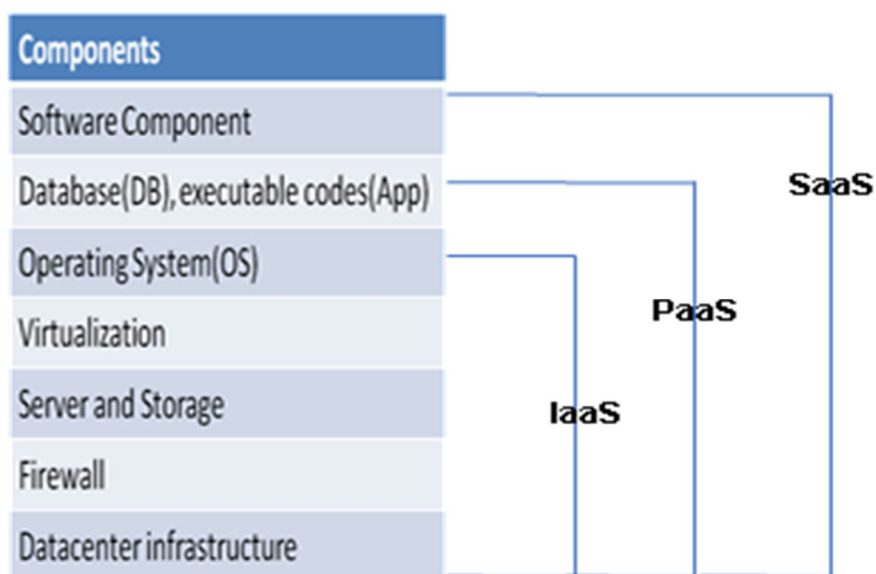 Components
Software Component
SaaS
Database(DB), executable codes(App)
Operating System(OS)
PaaS
Virtualization
Server and Storage
IaaS
Firewall
Datacenter infrastructure